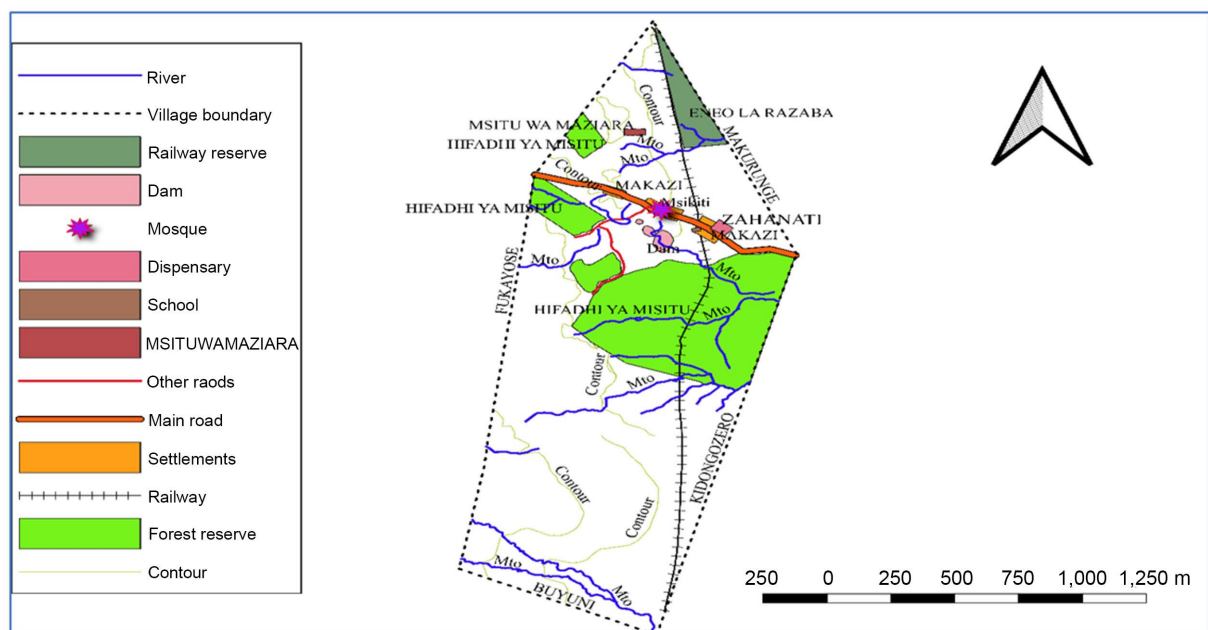 River
Village boundary
Railway reserve
Dam
Mosque
Dispensary
School
MSITUWAMAZIARA
Other raods
Main road
Settlements
Railway
Forest reserve
Contour
Contour
ENEO LA RAZABA
MSITU WA MAZIARA
Mto
HIFADHI YA MISITU
Mto
MAKURUNGE
Contour
MAKAZI
Msikiti
HIFADHI YA MISITU
ZAHANATI
MAKAZI
Dam
Mto
Mto
FUKAYOSE
HIFADHI YA MISITU
Mto
Contour
Mto
KIDONGOZERO
Contour
Contour
Mto
BUYUNI
Mto
250 0 250 500 750 1,000 1,250 m